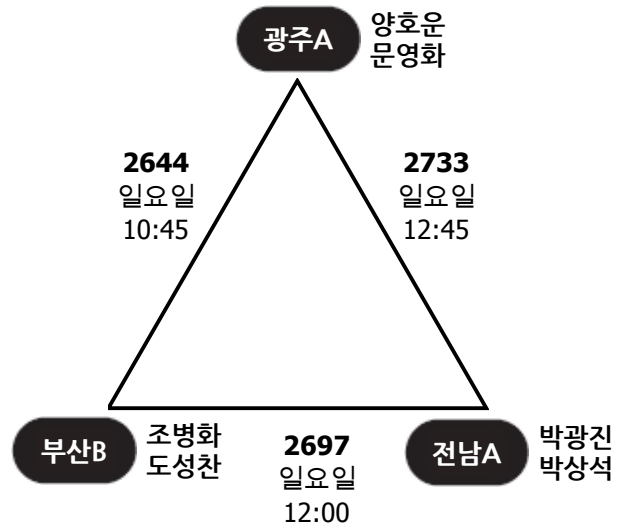 광주A
양호운
문영화
2644
일요일
10:45
2733
일요일
12:45
부산B
조병화
도성찬
2697
일요일
12:00
전남A
박광진
박상석